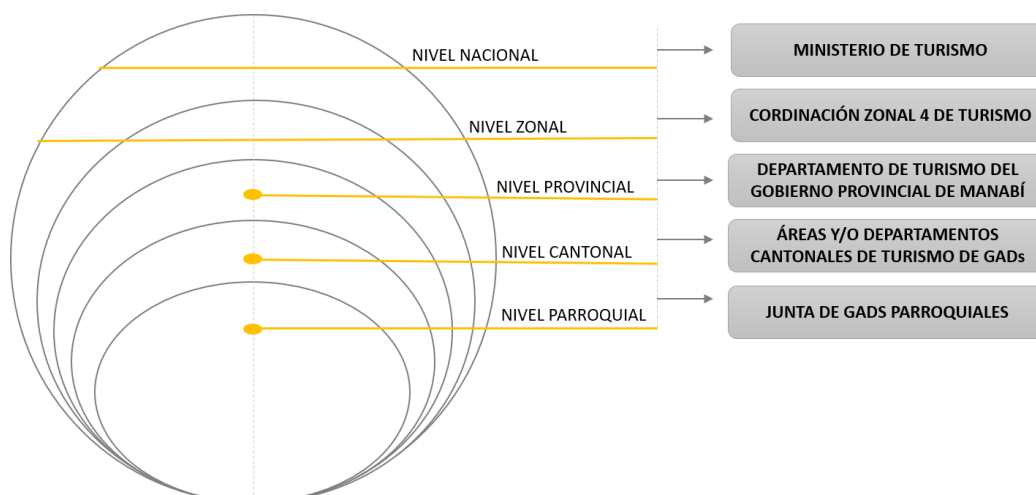 NIVEL NACIONAL
MINISTERIO DE TURISMO
NIVEL ZONAL
CORDINACIÓN ZONAL 4 DE TURISMO
NIVEL PROVINCIAL
DEPARTAMENTO DE TURISMO DEL
GOBIERNO PROVINCIAL DE MANABÍ
NIVEL CANTONAL
ÁREAS Y/O DEPARTAMENTOS
CANTONALES DE TURISMO DE GADs
NIVEL PARROQUIAL
JUNTA DE GADS PARROQUIALES